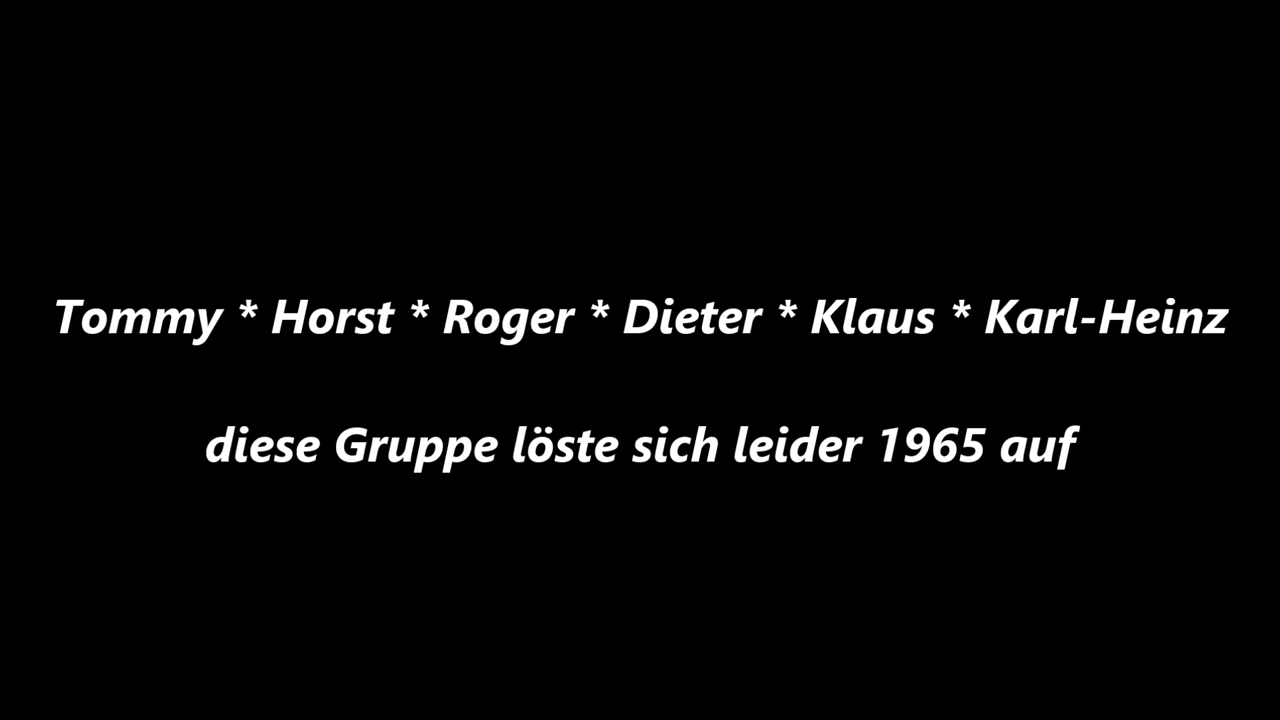 Tommy * Horst * Roger * Dieter * Klaus * Karl-Heinz
diese Gruppe löste sich leider 1965 auf